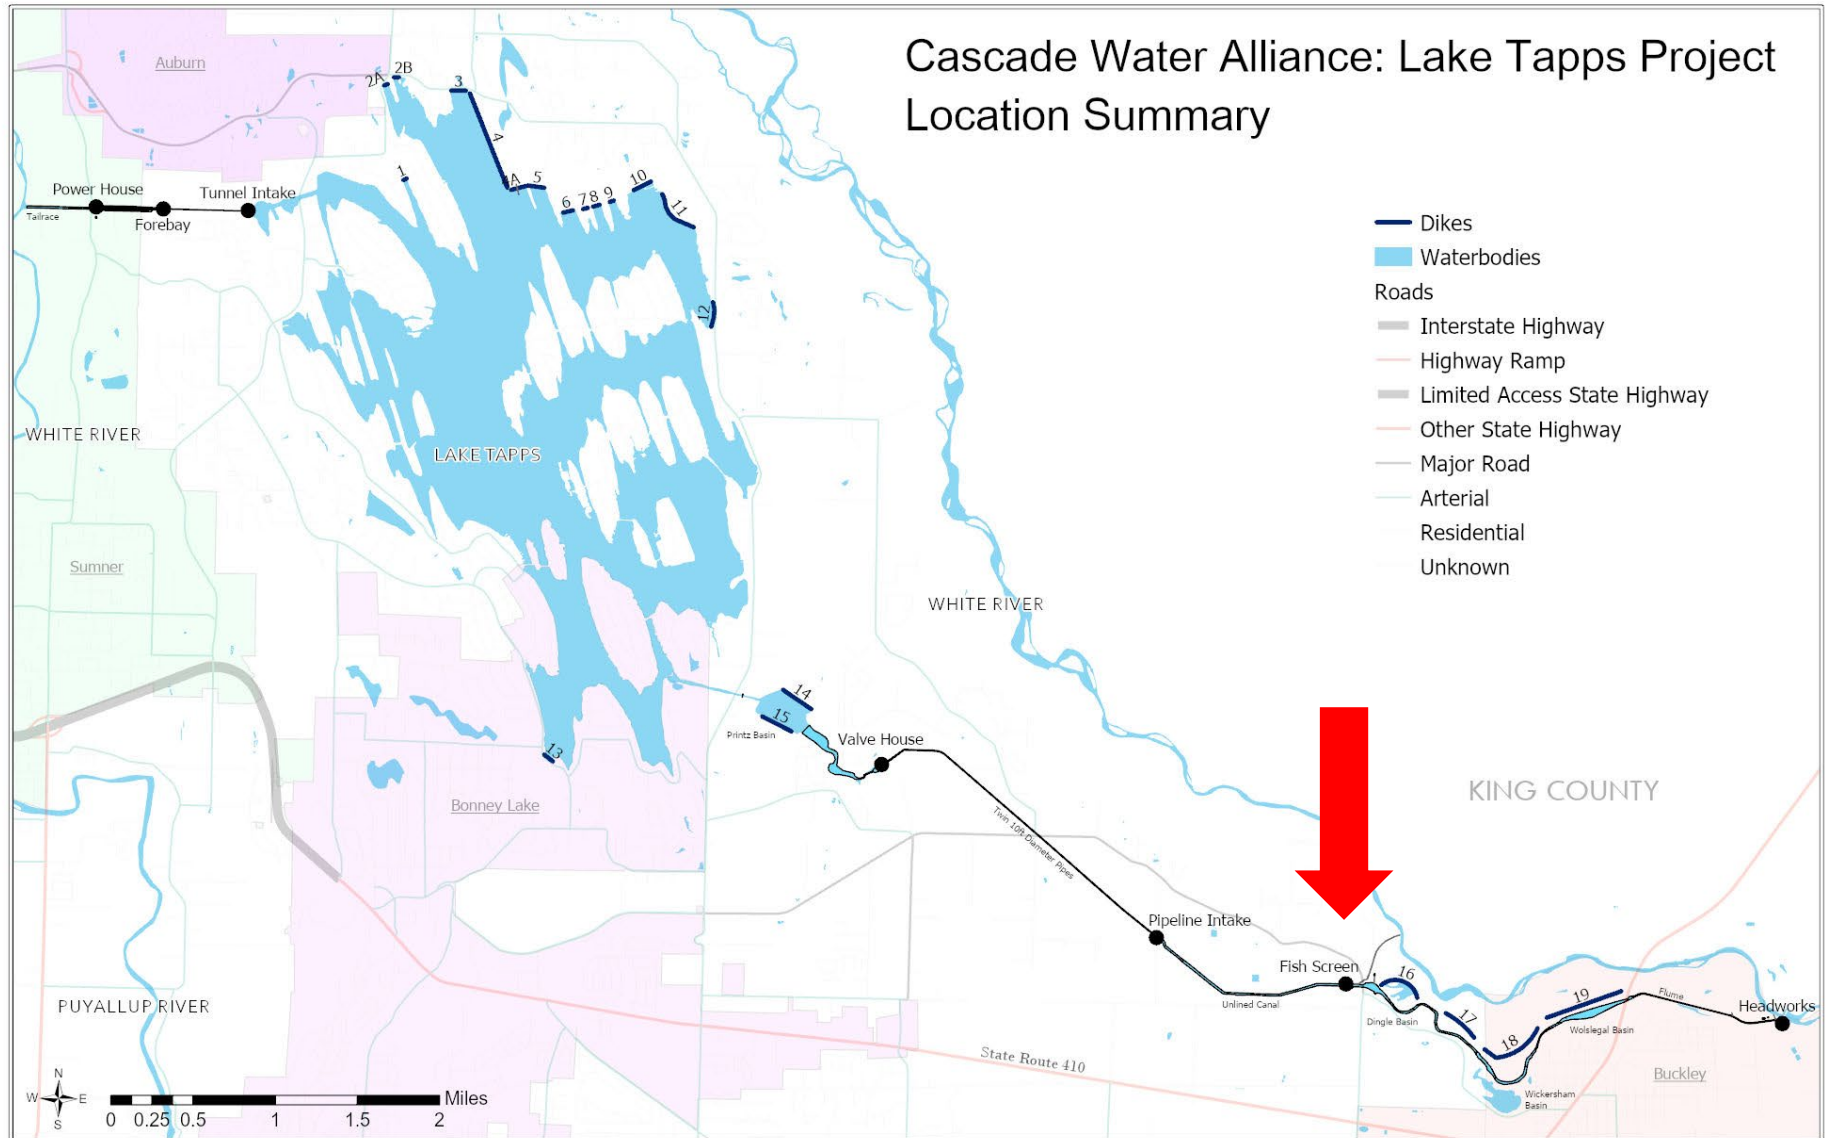 Cascade Water Alliance: Lake Tapps Project
Location Summary
Auburn
2A
2B
3
4
4A
5
1
6
7
8
9
10
11
12
Power House
Tunnel Intake
Tailrace
Forebay
Dikes
Waterbodies
Roads
Interstate Highway
Highway Ramp
Limited Access State Highway
Other State Highway
Major Road
Arterial
Residential
Unknown
WHITE RIVER
LAKE TAPPS
Sumner
WHITE RIVER
14
15
Printz Basin
Valve House
13
Bonney Lake
KING COUNTY
Twin 10ft Diameter Pipes
Pipeline Intake
Fish Screen
16
Unlined Canal
Dingle Basin
17
18
19
Wolslegal Basin
Flume
Headworks
PUYALLUP RIVER
State Route 410
Buckley
Wickersham
Basin
N
W
E
S
Miles
0 0.25 0.5 1 1.5 2